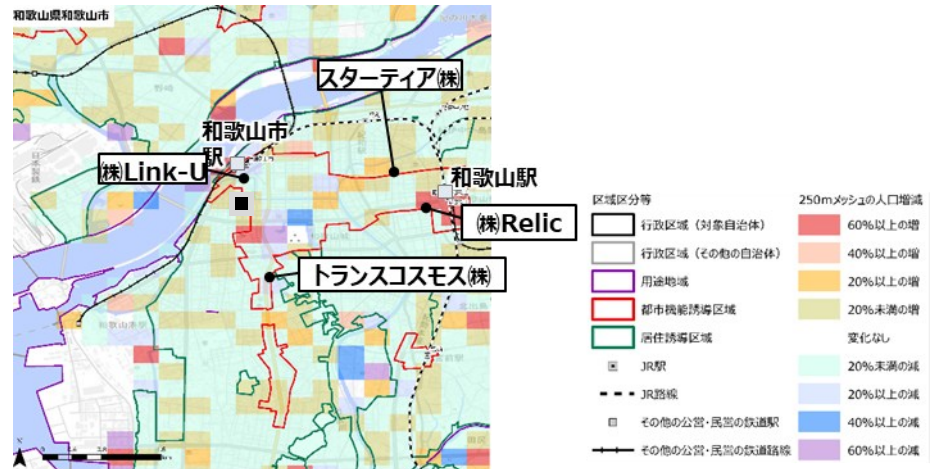 和歌山県和歌山市
スターティア㈱
和歌山市
駅
㈱Link-U
和歌山駅
㈱Relic
トランスコスモス㈱
和歌山港駅
区域区分等
行政区域(対象自治体)
行政区域(その他の自治体)
用途地域
都市機能誘導区域
居住誘導区域
JR駅
JR路線
その他の公営・民営の鉄道駅
その他の公営・民営の鉄道路線
250mメッシュの人口増減
60%以上の増
40%以上の増
20%以上の増
20%未満の増
変化なし
20%未満の減
20%以上の減
40%以上の減
60%以上の減